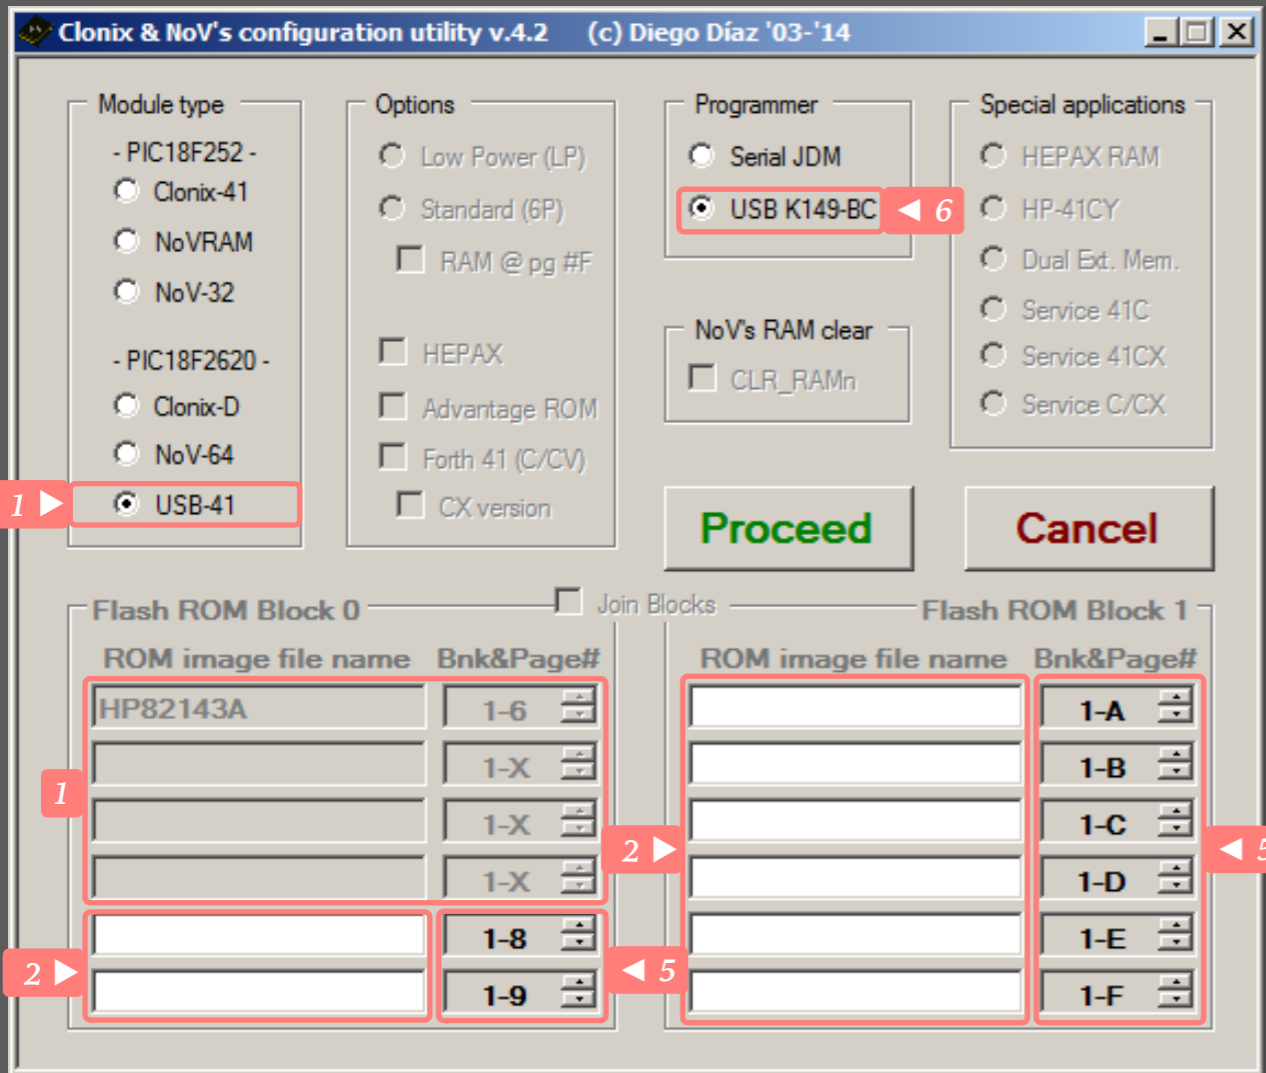 Clonix & NoV's configuration utility v.4.2 (c) Diego Díaz '03-'14
Module type
- PIC18F252 -
Clonix-41
NoVRAM
NoV-32
- PIC18F2620 -
Clonix-D
NoV-64
1 ▶ USB-41
Options
Low Power (LP)
Standard (6P)
RAM @ pg #F
HEPAX
Advantage ROM
Forth 41 (C/CV)
CX version
Programmer
Serial JDM
USB K149-BC ◀ 6
NoV's RAM clear
CLR_RAMn
Special applications
HEPAX RAM
HP-41CY
Dual Ext. Mem.
Service 41C
Service 41CX
Service C/CX
Proceed
Cancel
Join Blocks
Flash ROM Block 0
ROM image file name Bnk&Page#
HP82143A 1-6
1-X
1
1-X
1-X
1-8
2 ▶ ◀ 5
1-9
Flash ROM Block 1
ROM image file name Bnk&Page#
1-A
1-B
1-C
2 ▶ ◀ 5
1-D
1-E
1-F